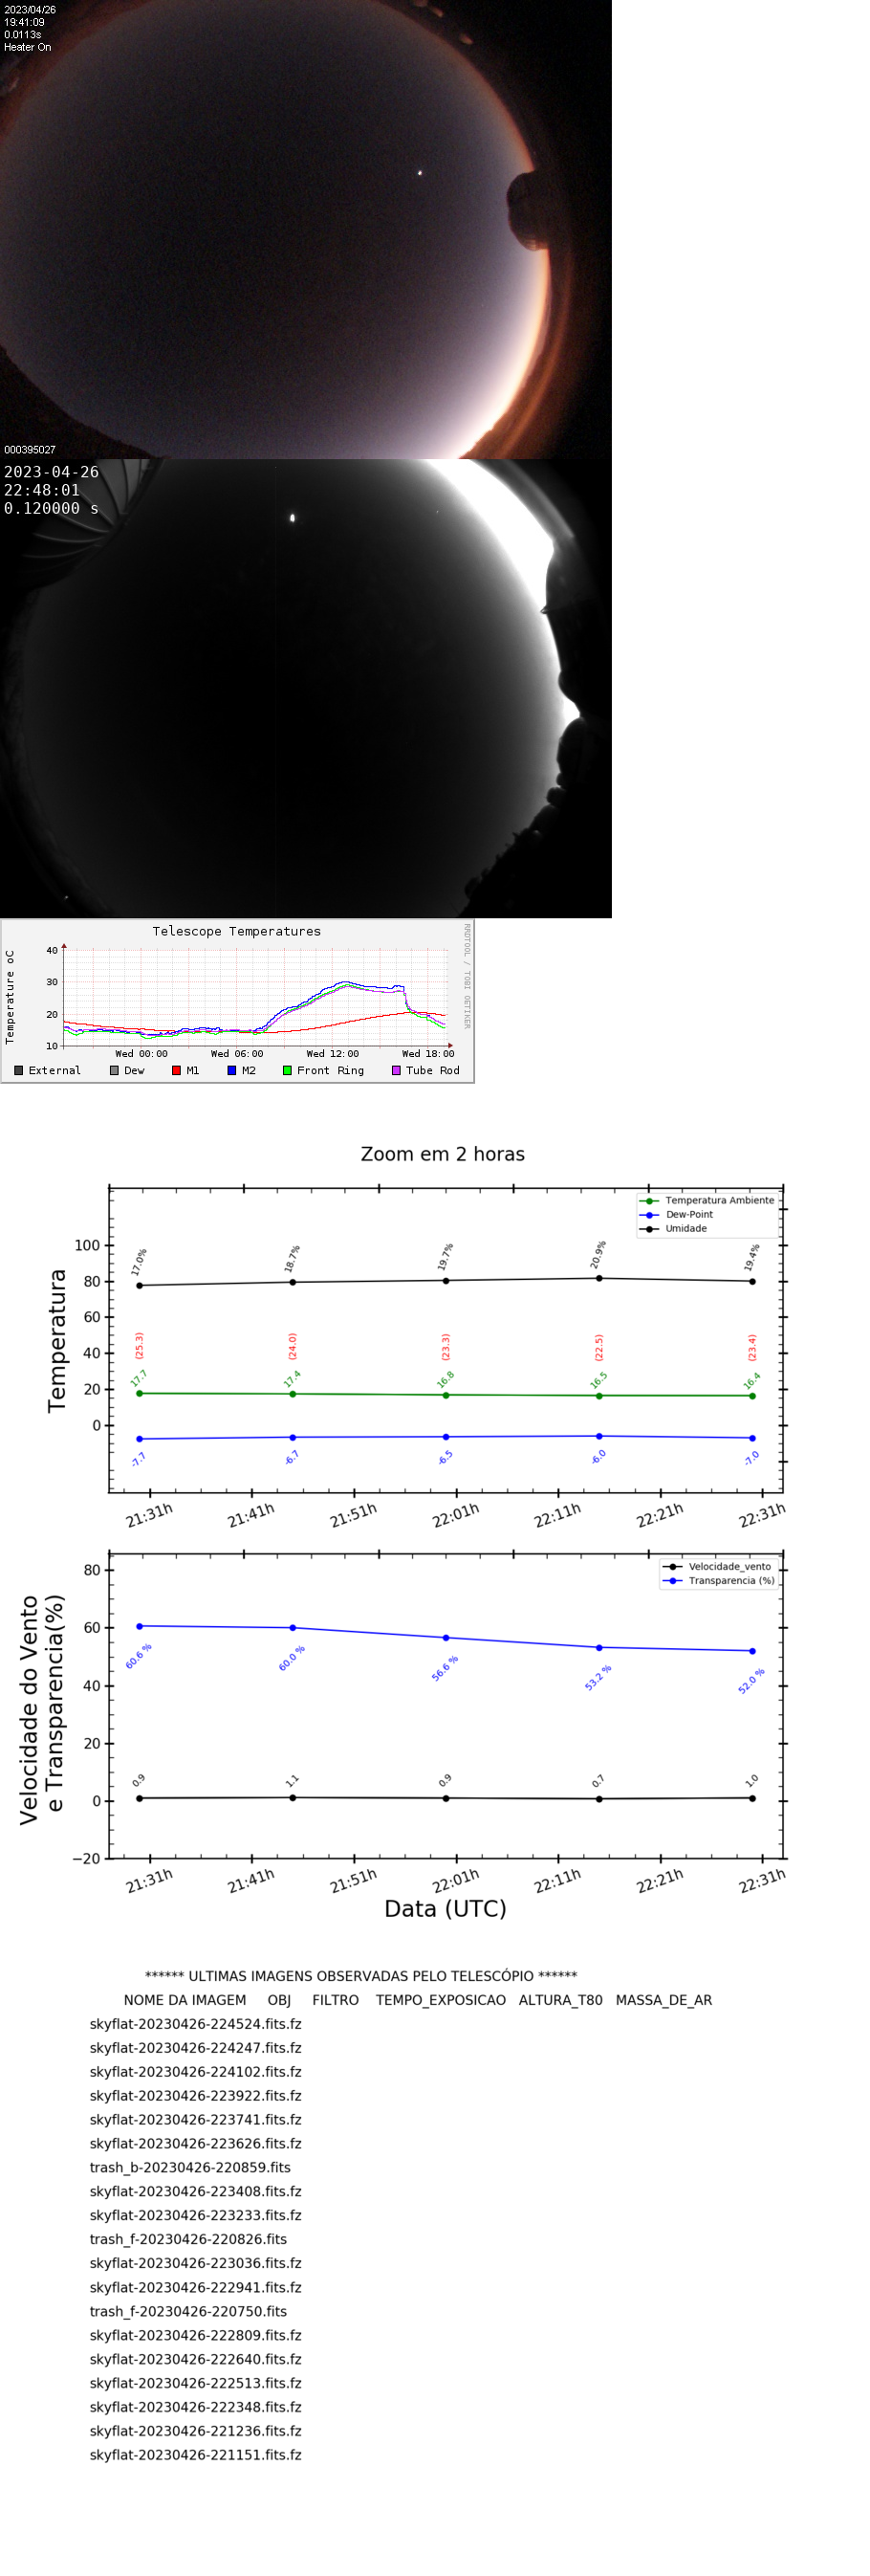 2023/04/26
19:41:09
0.0113s
Heater On
000395027
2023-04-26
22:48:01
0.120000 s
Telescope Temperatures
RRDTOOL / TOBI OETIKER
Temperature oC
40
30
20
10
Wed 00:00 Wed 06:00 Wed 12:00 Wed 18:00
External Dew M1 M2 Front Ring Tube Rod
Zoom em 2 horas
Temperatura Ambiente
Dew-Point
Umidade
Temperatura
100
80
60
40
20
0
17.0% 18.7% 19.7% 20.9% 19.4%
(25.3) (24.0) (23.3) (22.5) (23.4)
17.7 17.4 16.8 16.5 16.4
-7.7 -6.7 -6.5 -6.0 -7.0
21:31h 21:41h 21:51h 22:01h 22:11h 22:21h 22:31h
Velocidade_vento
Transparencia (%)
Velocidade do Vento
e Transparencia(%)
80
60
40
20
0
−20
60.6 % 60.0 % 56.6 % 53.2 % 52.0 %
0.9 1.1 0.9 0.7 1.0
21:31h 21:41h 21:51h 22:01h 22:11h 22:21h 22:31h
Data (UTC)
****** ULTIMAS IMAGENS OBSERVADAS PELO TELESCÓPIO ******
NOME DA IMAGEM OBJ FILTRO TEMPO_EXPOSICAO ALTURA_T80 MASSA_DE_AR
skyflat-20230426-224524.fits.fz
skyflat-20230426-224247.fits.fz
skyflat-20230426-224102.fits.fz
skyflat-20230426-223922.fits.fz
skyflat-20230426-223741.fits.fz
skyflat-20230426-223626.fits.fz
trash_b-20230426-220859.fits
skyflat-20230426-223408.fits.fz
skyflat-20230426-223233.fits.fz
trash_f-20230426-220826.fits
skyflat-20230426-223036.fits.fz
skyflat-20230426-222941.fits.fz
trash_f-20230426-220750.fits
skyflat-20230426-222809.fits.fz
skyflat-20230426-222640.fits.fz
skyflat-20230426-222513.fits.fz
skyflat-20230426-222348.fits.fz
skyflat-20230426-221236.fits.fz
skyflat-20230426-221151.fits.fz